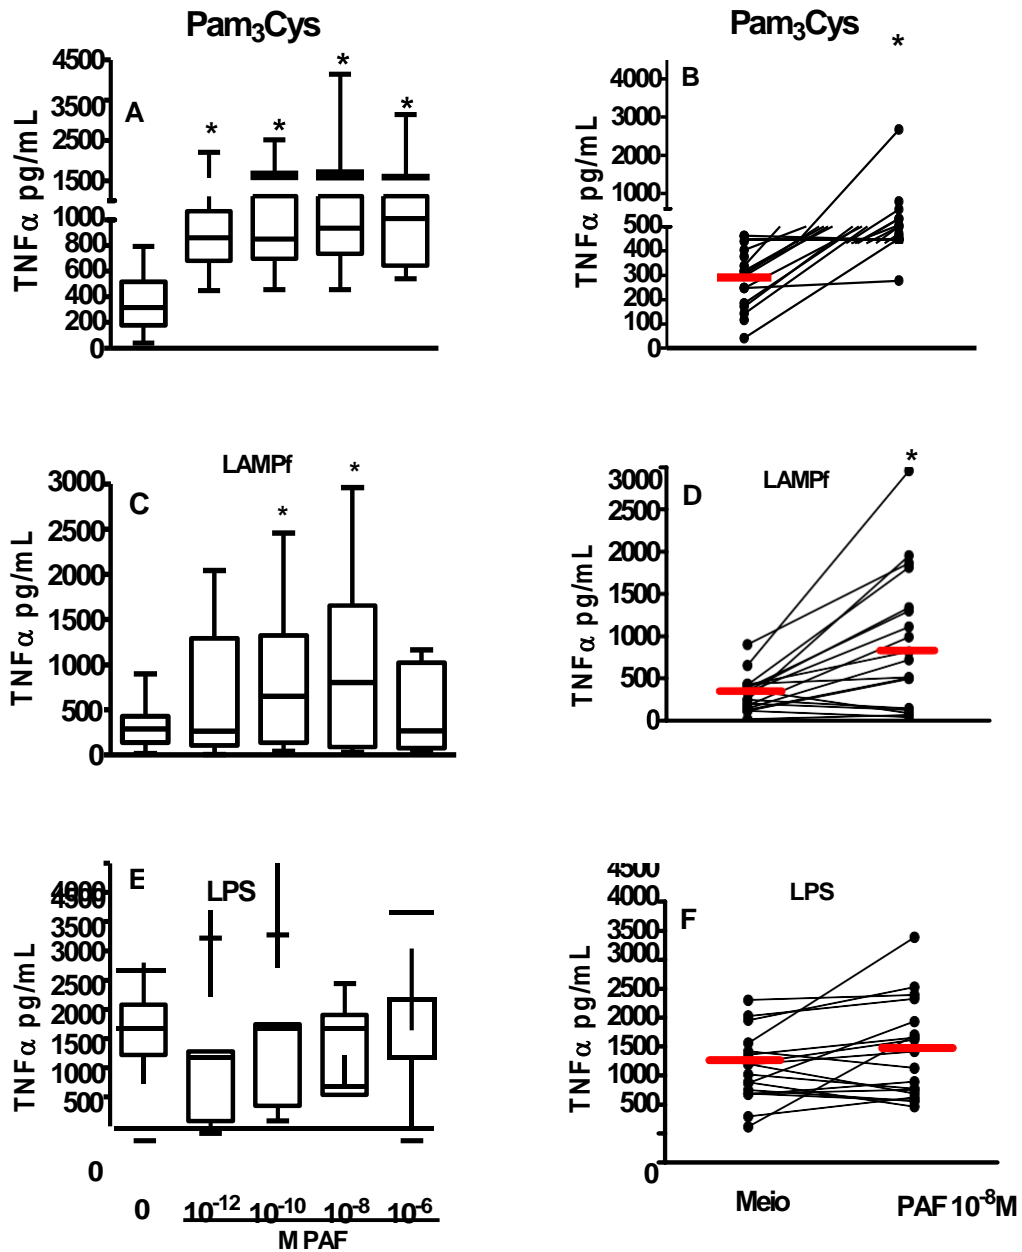 Pam₃Cys
Pam₃Cys
A
* * * *
TNFα pg/mL
4500
3500
2500
1500
1000
800
600
400
200
0
B
*
TNFα pg/mL
4000
3000
2000
1000
500
400
300
200
100
0
LAMPf
C
* *
TNFα pg/mL
3000
2500
2000
1500
1000
500
0
LAMPf
D
*
TNFα pg/mL
3000
2500
2000
1500
1000
500
0
E
LPS
TNFα pg/mL
4500
4000
3500
3000
2500
2000
1500
1000
500
0
0 10⁻¹² 10⁻¹⁰ 10⁻⁸ 10⁻⁶
M PAF
LPS
F
TNFα pg/mL
4500
4000
3500
3000
2500
2000
1500
1000
500
0
Meio PAF 10⁻⁸M